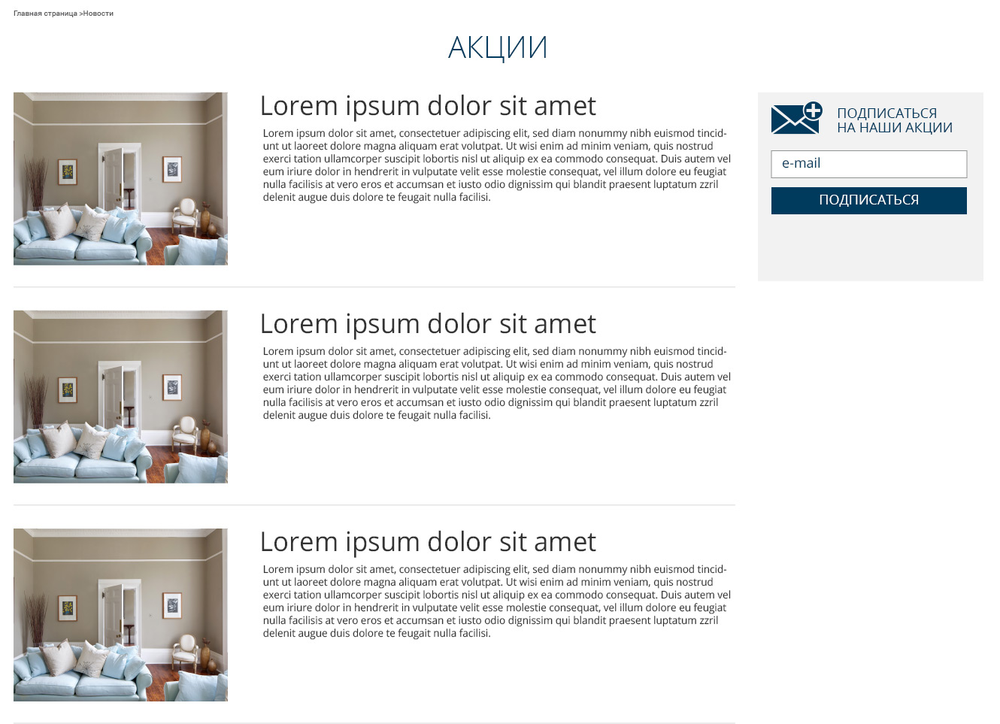 Главная страница >Новости
АКЦИИ
Lorem ipsum dolor sit amet
Lorem ipsum dolor sit amet, consectetuer adipiscing elit, sed diam nonummy nibh euismod tincid-
unt ut laoreet dolore magna aliquam erat volutpat. Ut wisi enim ad minim veniam, quis nostrud
exerci tation ullamcorper suscipit lobortis nisl ut aliquip ex ea commodo consequat. Duis autem vel
eum iriure dolor in hendrerit in vulputate velit esse molestie consequat, vel illum dolore eu feugiat
nulla facilisis at vero eros et accumsan et iusto odio dignissim qui blandit praesent luptatum zzril
delenit augue duis dolore te feugait nulla facilisi.
ПОДПИСАТЬСЯ
НА НАШИ АКЦИИ
e-mail
ПОДПИСАТЬСЯ
Lorem ipsum dolor sit amet
Lorem ipsum dolor sit amet, consectetuer adipiscing elit, sed diam nonummy nibh euismod tincid-
unt ut laoreet dolore magna aliquam erat volutpat. Ut wisi enim ad minim veniam, quis nostrud
exerci tation ullamcorper suscipit lobortis nisl ut aliquip ex ea commodo consequat. Duis autem vel
eum iriure dolor in hendrerit in vulputate velit esse molestie consequat, vel illum dolore eu feugiat
nulla facilisis at vero eros et accumsan et iusto odio dignissim qui blandit praesent luptatum zzril
delenit augue duis dolore te feugait nulla facilisi.
Lorem ipsum dolor sit amet
Lorem ipsum dolor sit amet, consectetuer adipiscing elit, sed diam nonummy nibh euismod tincid-
unt ut laoreet dolore magna aliquam erat volutpat. Ut wisi enim ad minim veniam, quis nostrud
exerci tation ullamcorper suscipit lobortis nisl ut aliquip ex ea commodo consequat. Duis autem vel
eum iriure dolor in hendrerit in vulputate velit esse molestie consequat, vel illum dolore eu feugiat
nulla facilisis at vero eros et accumsan et iusto odio dignissim qui blandit praesent luptatum zzril
delenit augue duis dolore te feugait nulla facilisi.